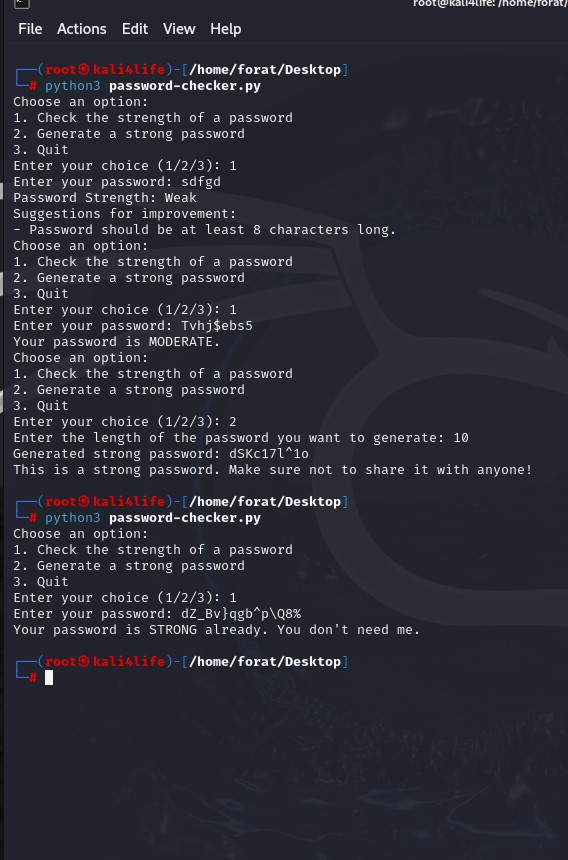 root@kali4life: /home/forat/
File Actions Edit View Help
┌──(root㉿kali4life)-[/home/forat/Desktop]
└─# python3 password-checker.py
Choose an option:
1. Check the strength of a password
2. Generate a strong password
3. Quit
Enter your choice (1/2/3): 1
Enter your password: sdfgd
Password Strength: Weak
Suggestions for improvement:
- Password should be at least 8 characters long.
Choose an option:
1. Check the strength of a password
2. Generate a strong password
3. Quit
Enter your choice (1/2/3): 1
Enter your password: Tvhj$ebs5
Your password is MODERATE.
Choose an option:
1. Check the strength of a password
2. Generate a strong password
3. Quit
Enter your choice (1/2/3): 2
Enter the length of the password you want to generate: 10
Generated strong password: dSKc17l^1o
This is a strong password. Make sure not to share it with anyone!
┌──(root㉿kali4life)-[/home/forat/Desktop]
└─# python3 password-checker.py
Choose an option:
1. Check the strength of a password
2. Generate a strong password
3. Quit
Enter your choice (1/2/3): 1
Enter your password: dZ_Bv}qgb^p\Q8%
Your password is STRONG already. You don't need me.
┌──(root㉿kali4life)-[/home/forat/Desktop]
└─#